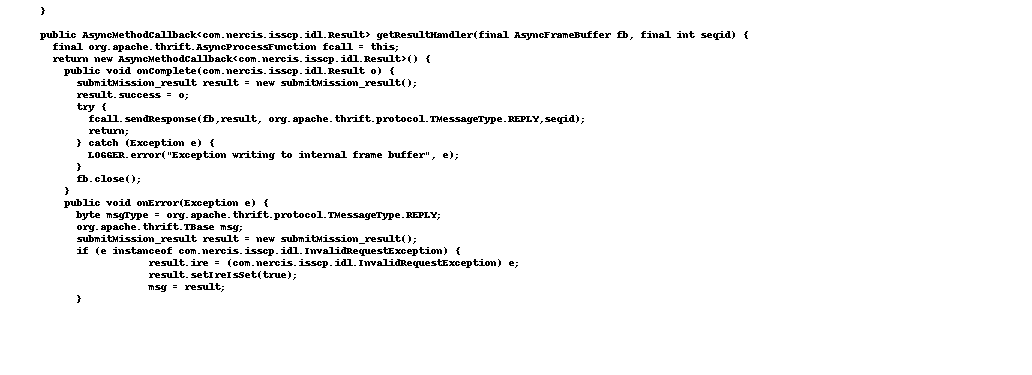 }
public AsyncMethodCallback<com.nercis.isscp.idl.Result> getResultHandler(final AsyncFrameBuffer fb, final int seqid) {
final org.apache.thrift.AsyncProcessFunction fcall = this;
return new AsyncMethodCallback<com.nercis.isscp.idl.Result>() {
public void onComplete(com.nercis.isscp.idl.Result o) {
submitMission_result result = new submitMission_result();
result.success = o;
try {
fcall.sendResponse(fb,result, org.apache.thrift.protocol.TMessageType.REPLY,seqid);
return;
} catch (Exception e) {
LOGGER.error("Exception writing to internal frame buffer", e);
}
fb.close();
}
public void onError(Exception e) {
byte msgType = org.apache.thrift.protocol.TMessageType.REPLY;
org.apache.thrift.TBase msg;
submitMission_result result = new submitMission_result();
if (e instanceof com.nercis.isscp.idl.InvalidRequestException) {
result.ire = (com.nercis.isscp.idl.InvalidRequestException) e;
result.setIreIsSet(true);
msg = result;
}